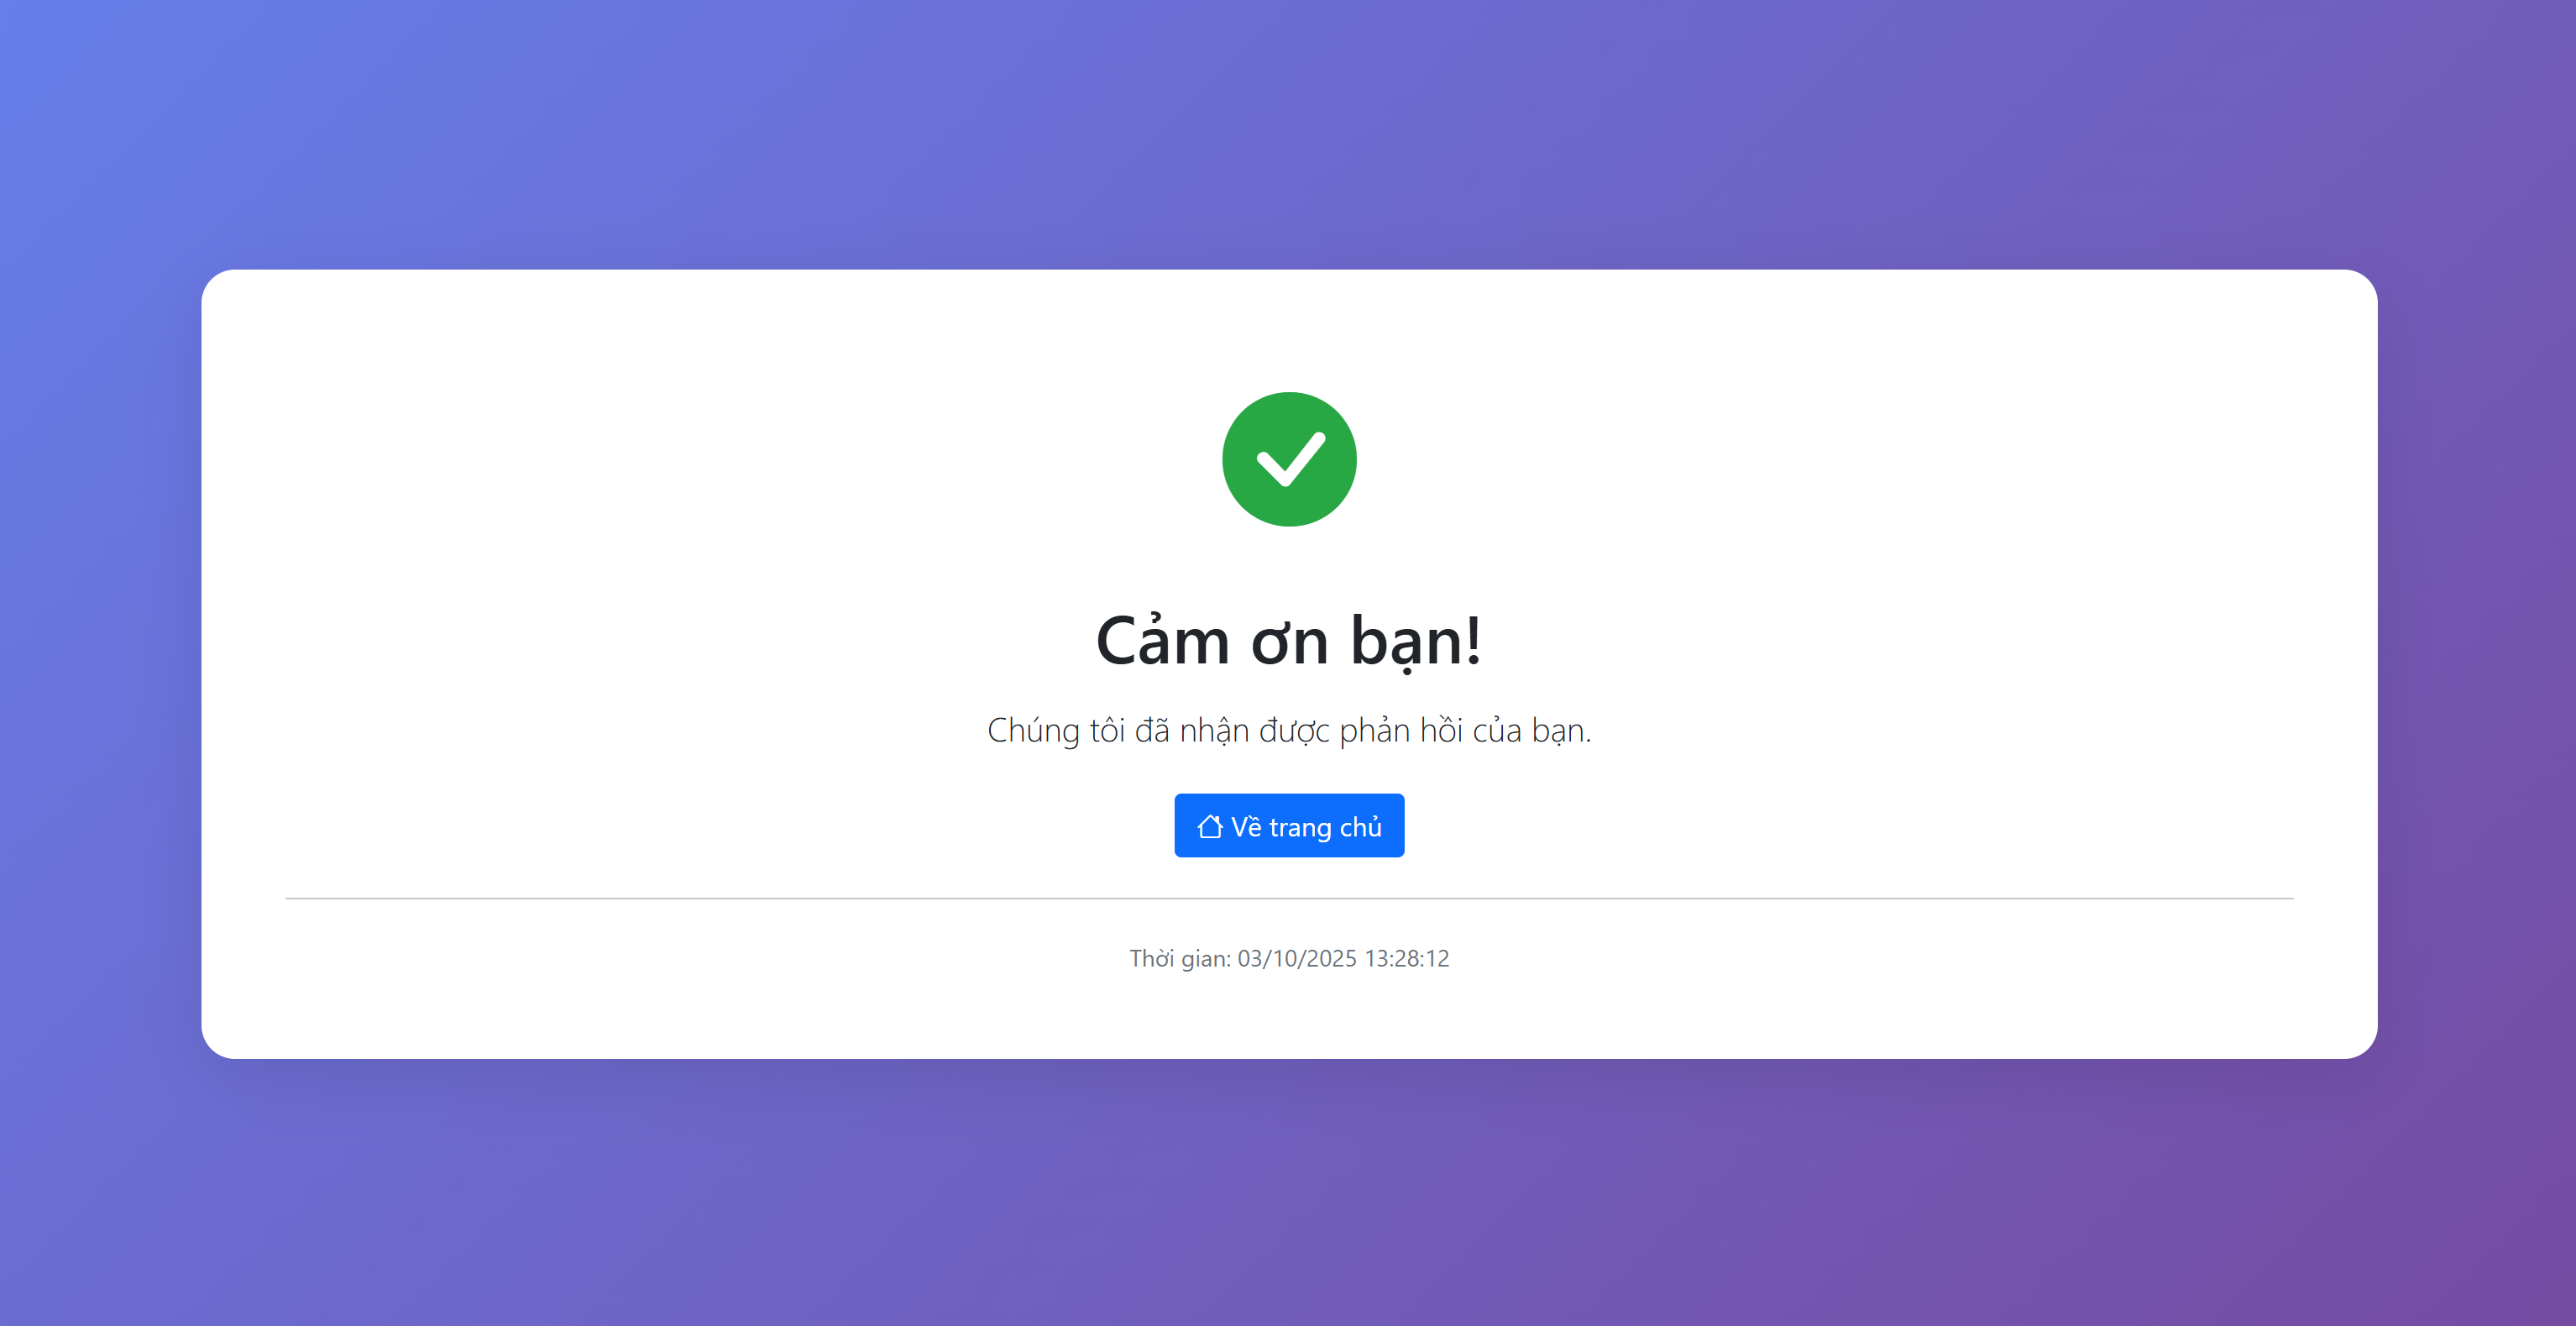 Cảm ơn bạn!
Chúng tôi đã nhận được phản hồi của bạn.
Về trang chủ
Thời gian: 03/10/2025 13:28:12